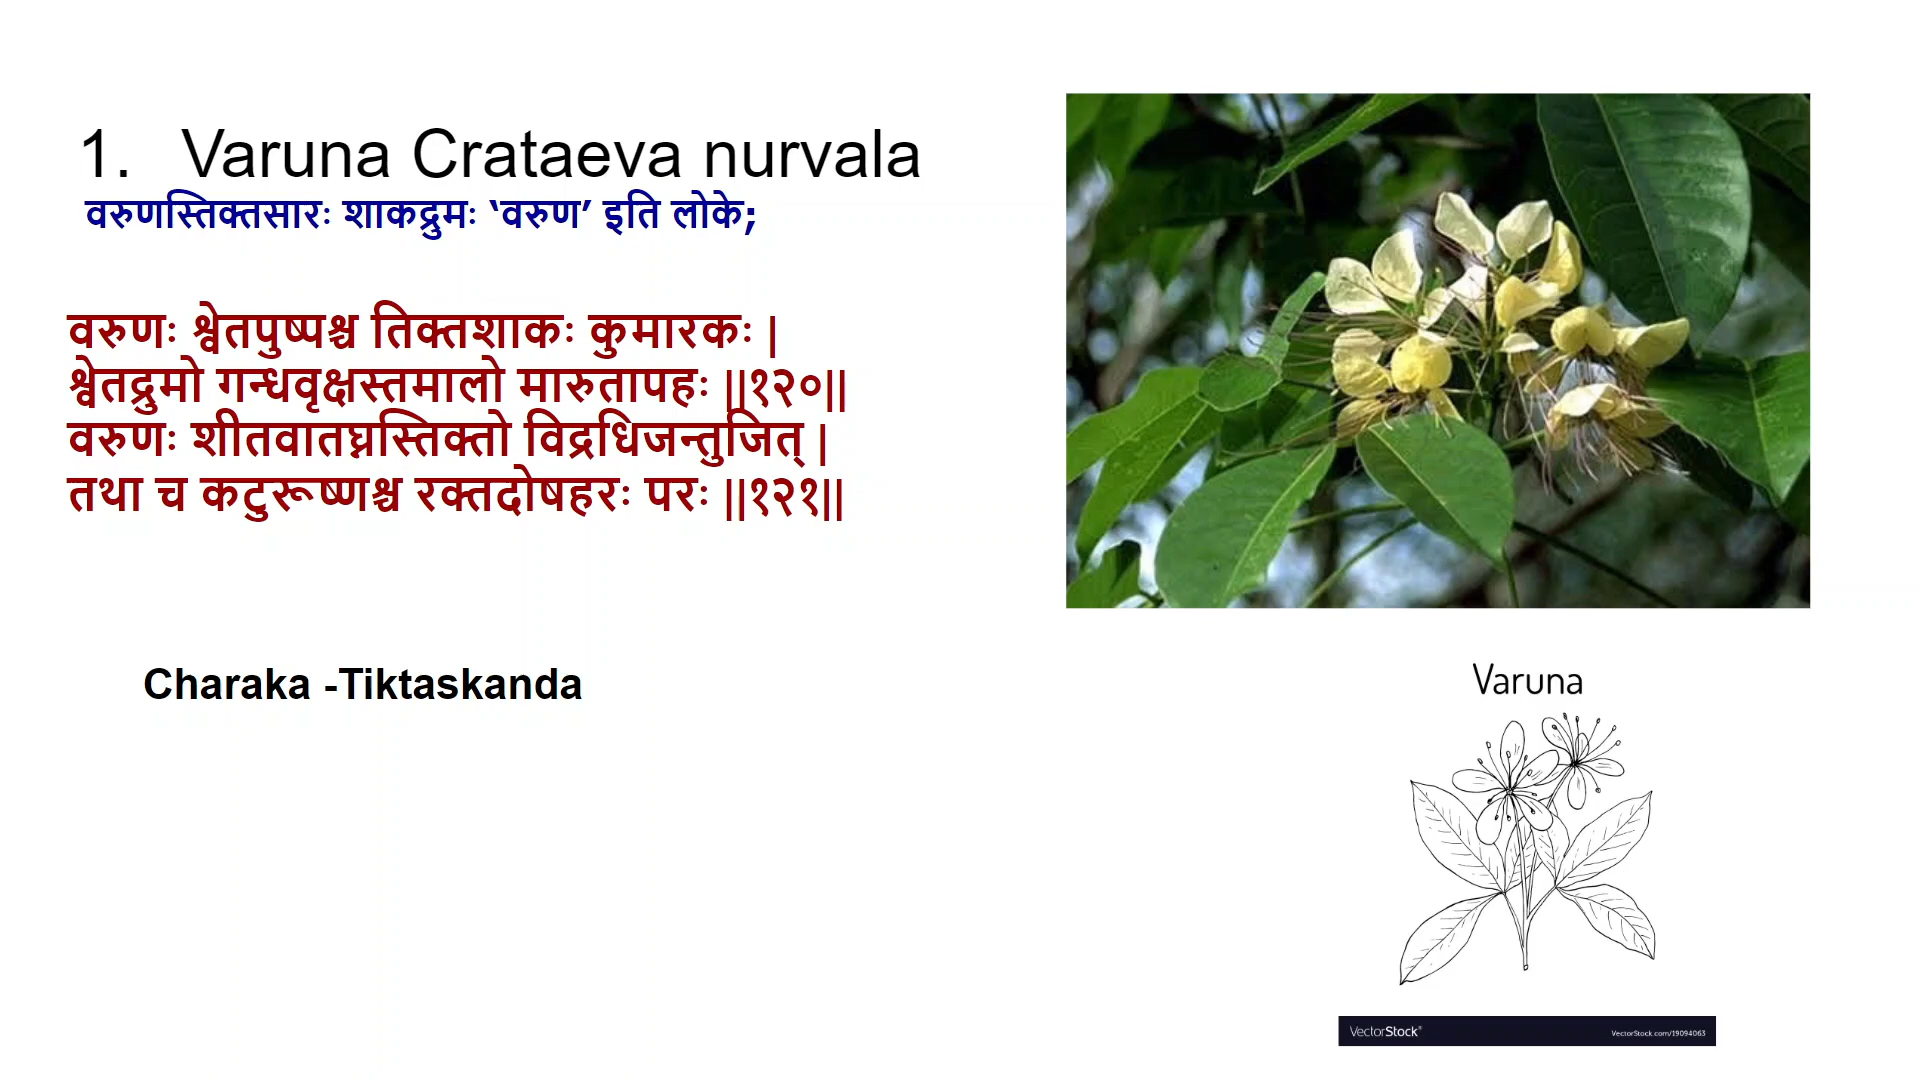 1. Varuna Crataeva nurvala
वरुणस्तिक्तसारः शाकद्रुमः ‘वरुण’ इति लोके;
वरुणः श्वेतपुष्पश्च तिक्तशाकः कुमारकः |
श्वेतद्रुमो गन्धवृक्षस्तमालो मारुतापहः ||१२०||
वरुणः शीतवातघ्नस्तिक्तो विद्रधिजन्तुजित् |
तथा च कटुरूष्णश्च रक्तदोषहरः परः ||१२१||
Charaka -Tiktaskanda
Varuna
VectorStock®
VectorStock.com/19094063